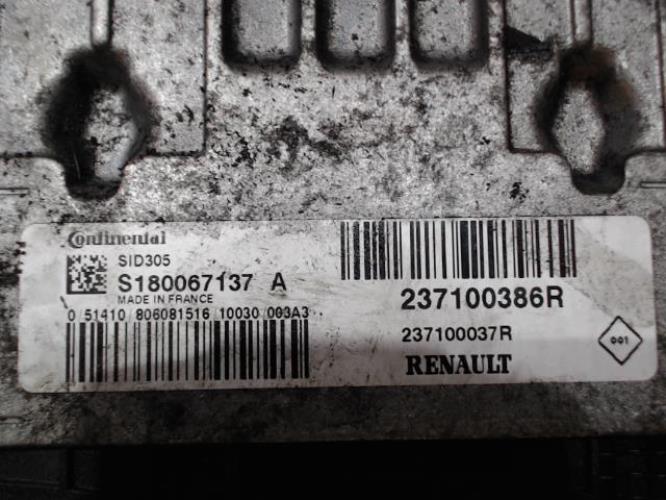 Continental
SID305
S180067137 A
MADE IN FRANCE
0 51410 806081516 10030 003A3
237100386R
237100037R
RENAULT
001